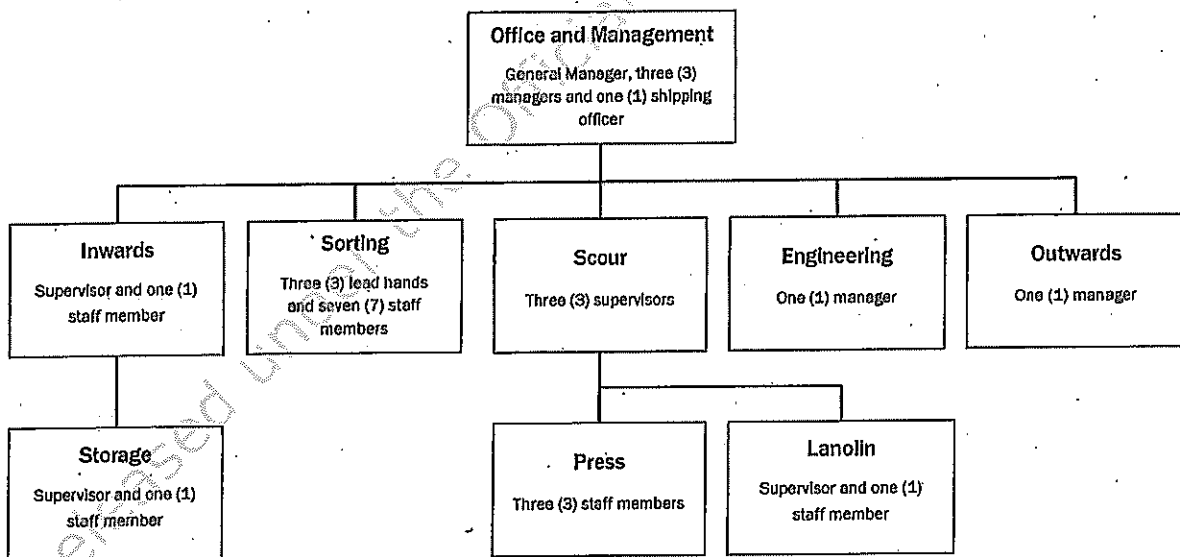 Office and Management
General Manager, three (3)
managers and one (1) shipping
officer
Inwards
Supervisor and one (1)
staff member
Sorting
Three (3) lead hands
and seven (7) staff
members
Scour
Three (3) supervisors
Engineering
One (1) manager
Outwards
One (1) manager
Storage
Supervisor and one (1)
staff member
Press
Three (3) staff members
Lanolin
Supervisor and one (1)
staff member
under the